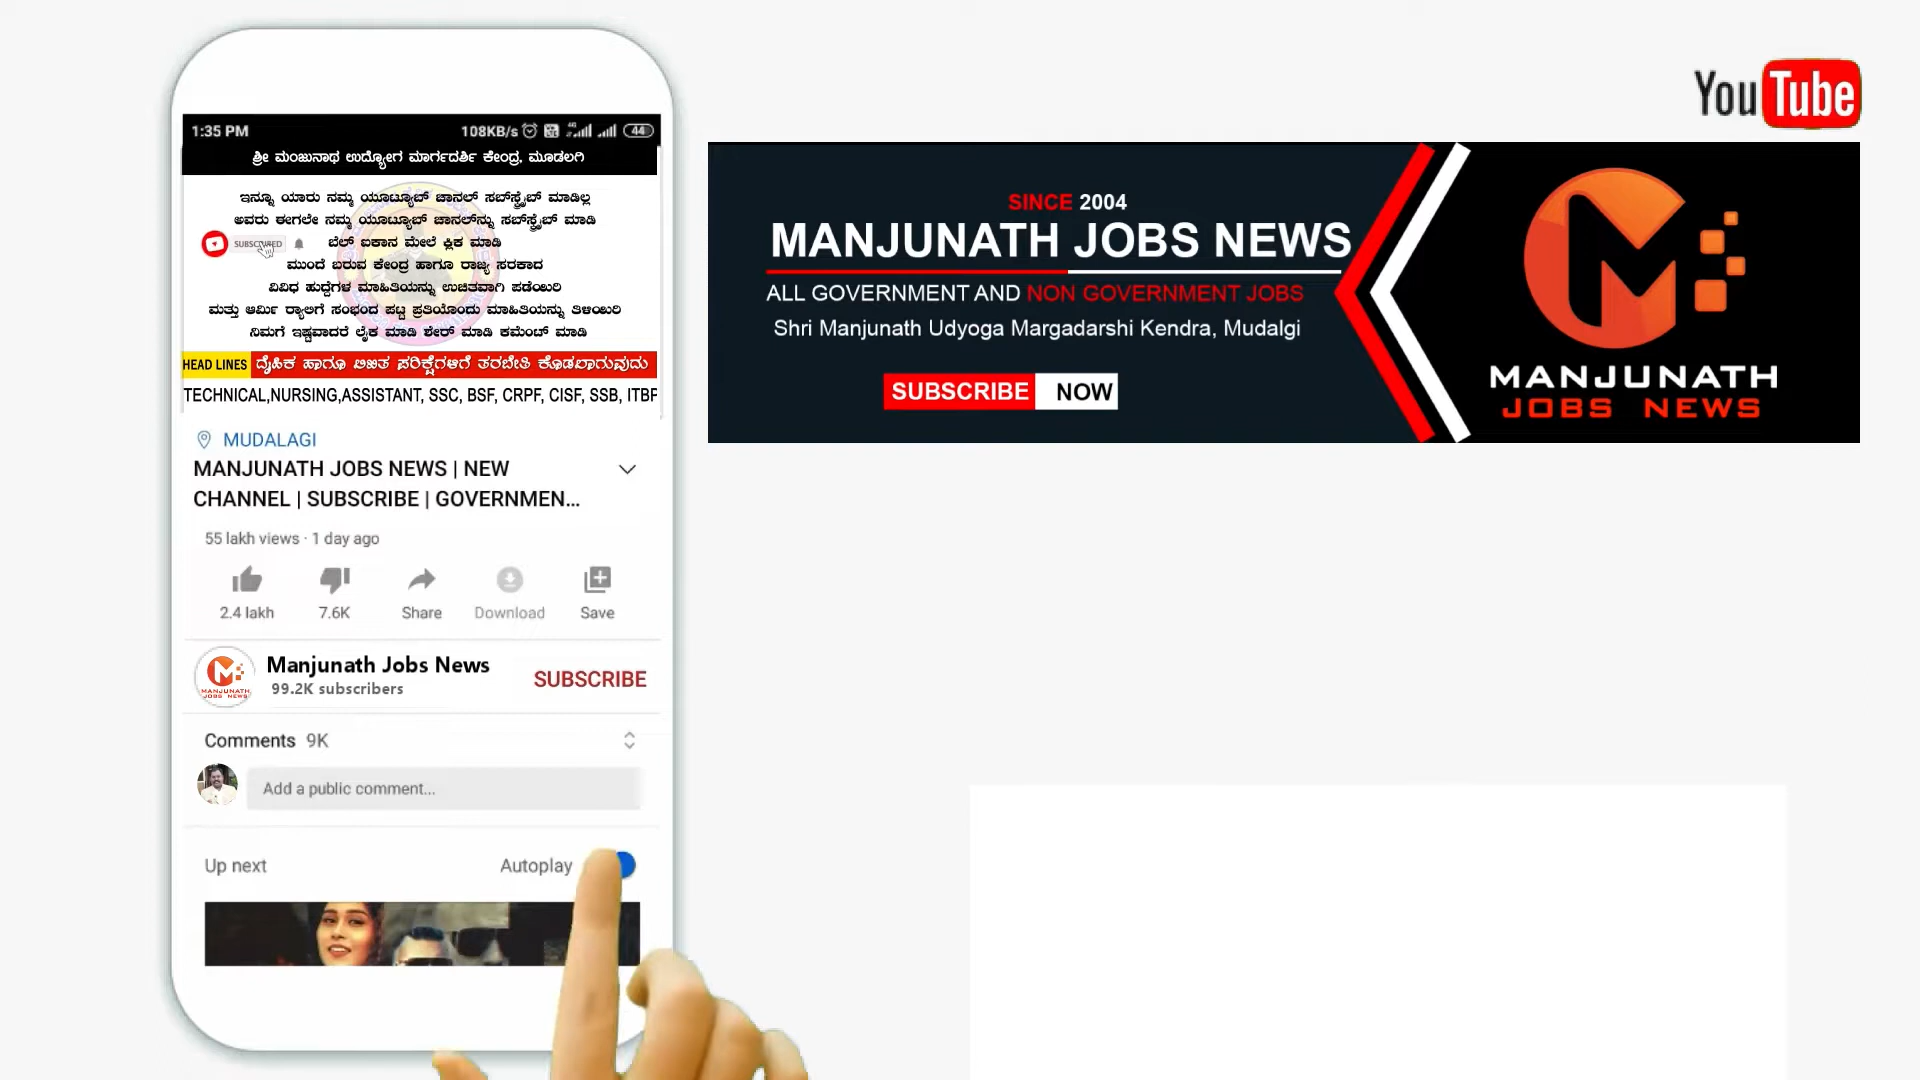 1:35 PM
108KB/s
44
ಶ್ರೀ ಮಂಜುನಾಥ ಉದ್ಯೋಗ ಮಾರ್ಗದರ್ಶಿ ಕೇಂದ್ರ, ಮೂಡಲಗಿ
ಇನ್ನೂ ಯಾರು ನಮ್ಮ ಯೂಟ್ಯೂಬ್ ಚಾನಲ್ ಸಬ್‌ಸ್ಕ್ರೈಬ್ ಮಾಡಿಲ್ಲ
ಅವರು ಈಗಲೇ ನಮ್ಮ ಯೂಟ್ಯೂಬ್ ಚಾನಲ್‌ನ್ನು ಸಬ್‌ಸ್ಕ್ರೈಬ್ ಮಾಡಿ
SUBSCRIBED
ಬೆಲ್ ಐಕಾನ ಮೇಲೆ ಕ್ಲಿಕ ಮಾಡಿ
ಮುಂದೆ ಬರುವ ಕೇಂದ್ರ ಹಾಗೂ ರಾಜ್ಯ ಸರಕಾದ
ವಿವಿಧ ಹುದ್ದೆಗಳ ಮಾಹಿತಿಯನ್ನು ಉಚಿತವಾಗಿ ಪಡೆಯಿರಿ
ಮತ್ತು ಆರ್ಮಿ ರ‍್ಯಾಲಿಗೆ ಸಂಭಂದ ಪಟ್ಟ ಪ್ರತಿಯೊಂದು ಮಾಹಿತಿಯನ್ನು ತಿಳಿಯಿರಿ
ನಿಮಗೆ ಇಷ್ಟವಾದರೆ ಲೈಕ ಮಾಡಿ ಶೇರ್ ಮಾಡಿ ಕಮೆಂಟ್ ಮಾಡಿ
HEAD LINES
ದೈಹಿಕ ಹಾಗೂ ಲಿಖಿತ ಪರಿಕ್ಷೆಗಳಿಗೆ ತರಬೇತಿ ಕೊಡಲಾಗುವುದು
TECHNICAL,NURSING,ASSISTANT, SSC, BSF, CRPF, CISF, SSB, ITBF
MUDALAGI
MANJUNATH JOBS NEWS | NEW
CHANNEL | SUBSCRIBE | GOVERNMEN...
55 lakh views · 1 day ago
2.4 lakh 7.6K Share Download Save
MANJUNATH
JOBS NEWS
Manjunath Jobs News
99.2K subscribers
SUBSCRIBE
Comments 9K
Add a public comment...
Up next Autoplay
YouTube
SINCE 2004
MANJUNATH JOBS NEWS
ALL GOVERNMENT AND NON GOVERNMENT JOBS
Shri Manjunath Udyoga Margadarshi Kendra, Mudalgi
SUBSCRIBE NOW
MANJUNATH
JOBS NEWS